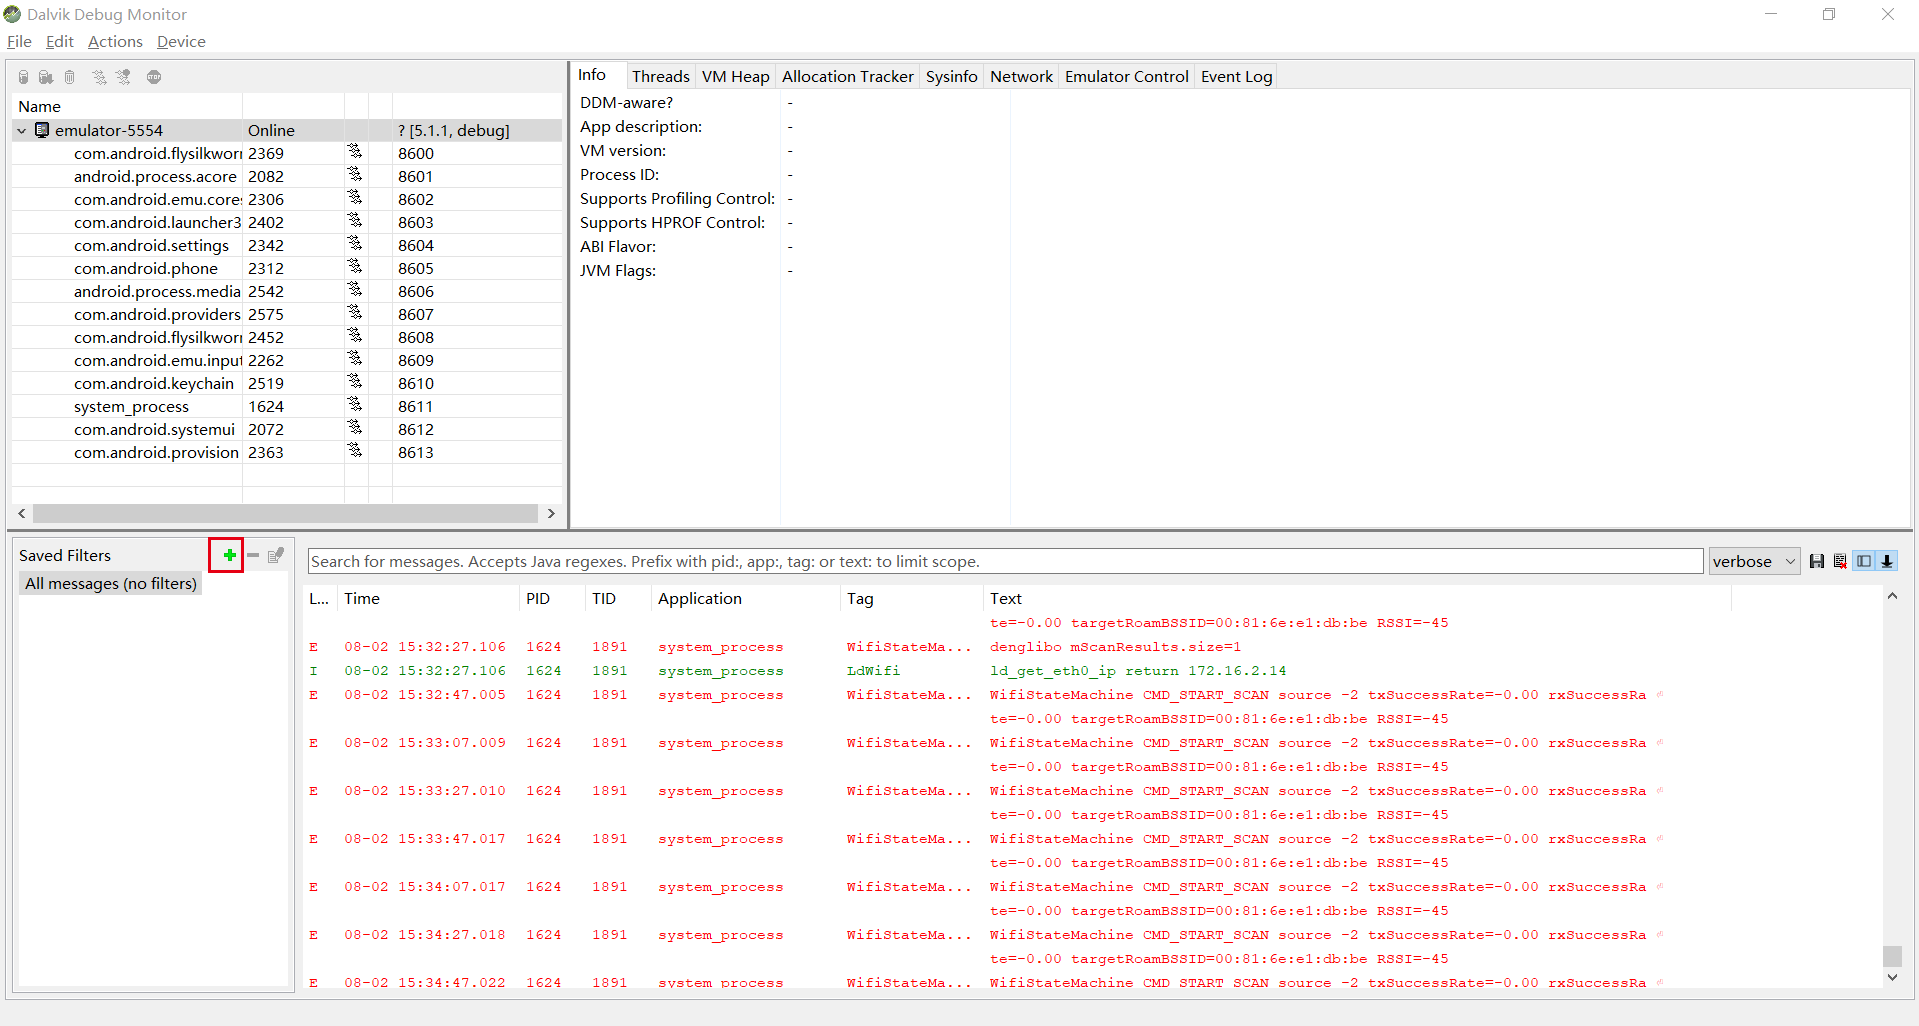 Dalvik Debug Monitor
File Edit Actions Device
Name
emulator-5554 Online ? [5.1.1, debug]
com.android.flysilkwor 2369 8600
android.process.acore 2082 8601
com.android.emu.core 2306 8602
com.android.launcher3 2402 8603
com.android.settings 2342 8604
com.android.phone 2312 8605
android.process.media 2542 8606
com.android.providers 2575 8607
com.android.flysilkwor 2452 8608
com.android.emu.input 2262 8609
com.android.keychain 2519 8610
system_process 1624 8611
com.android.systemui 2072 8612
com.android.provision 2363 8613
Info Threads VM Heap Allocation Tracker Sysinfo Network Emulator Control Event Log
DDM-aware? -
App description: -
VM version: -
Process ID: -
Supports Profiling Control: -
Supports HPROF Control: -
ABI Flavor: -
JVM Flags: -
Saved Filters
All messages (no filters)
Search for messages. Accepts Java regexes. Prefix with pid:, app:, tag: or text: to limit scope. verbose
L... Time PID TID Application Tag Text
te=-0.00 targetRoamBSSID=00:81:6e:e1:db:be RSSI=-45
E 08-02 15:32:27.106 1624 1891 system_process WifiStateMa... denglibo mScanResults.size=1
I 08-02 15:32:27.106 1624 1891 system_process LdWifi ld_get_eth0_ip return 172.16.2.14
E 08-02 15:32:47.005 1624 1891 system_process WifiStateMa... WifiStateMachine CMD_START_SCAN source -2 txSuccessRate=-0.00 rxSuccessRa
te=-0.00 targetRoamBSSID=00:81:6e:e1:db:be RSSI=-45
E 08-02 15:33:07.009 1624 1891 system_process WifiStateMa... WifiStateMachine CMD_START_SCAN source -2 txSuccessRate=-0.00 rxSuccessRa
te=-0.00 targetRoamBSSID=00:81:6e:e1:db:be RSSI=-45
E 08-02 15:33:27.010 1624 1891 system_process WifiStateMa... WifiStateMachine CMD_START_SCAN source -2 txSuccessRate=-0.00 rxSuccessRa
te=-0.00 targetRoamBSSID=00:81:6e:e1:db:be RSSI=-45
E 08-02 15:33:47.017 1624 1891 system_process WifiStateMa... WifiStateMachine CMD_START_SCAN source -2 txSuccessRate=-0.00 rxSuccessRa
te=-0.00 targetRoamBSSID=00:81:6e:e1:db:be RSSI=-45
E 08-02 15:34:07.017 1624 1891 system_process WifiStateMa... WifiStateMachine CMD_START_SCAN source -2 txSuccessRate=-0.00 rxSuccessRa
te=-0.00 targetRoamBSSID=00:81:6e:e1:db:be RSSI=-45
E 08-02 15:34:27.018 1624 1891 system_process WifiStateMa... WifiStateMachine CMD_START_SCAN source -2 txSuccessRate=-0.00 rxSuccessRa
te=-0.00 targetRoamBSSID=00:81:6e:e1:db:be RSSI=-45
E 08-02 15:34:47.022 1624 1891 system_process WifiStateMa... WifiStateMachine CMD_START_SCAN source -2 txSuccessRate=-0.00 rxSuccessRa